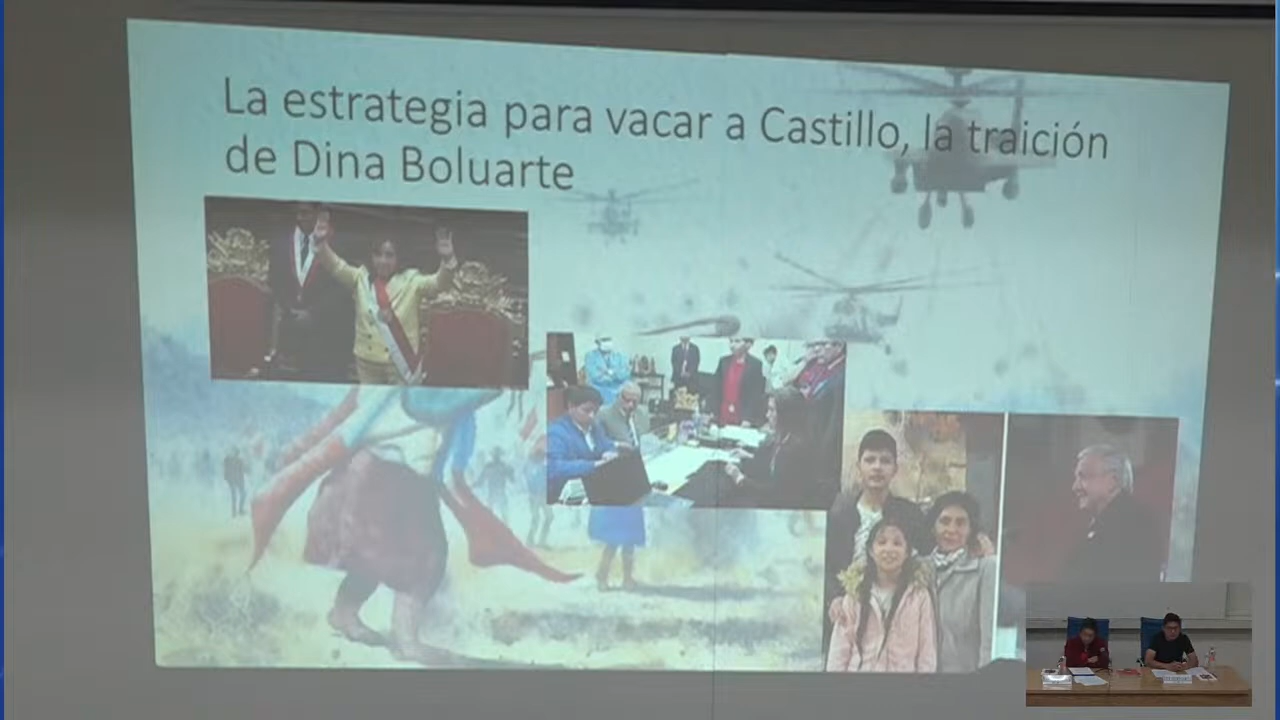 La estrategia para vacar a Castillo, la traición
de Dina Boluarte